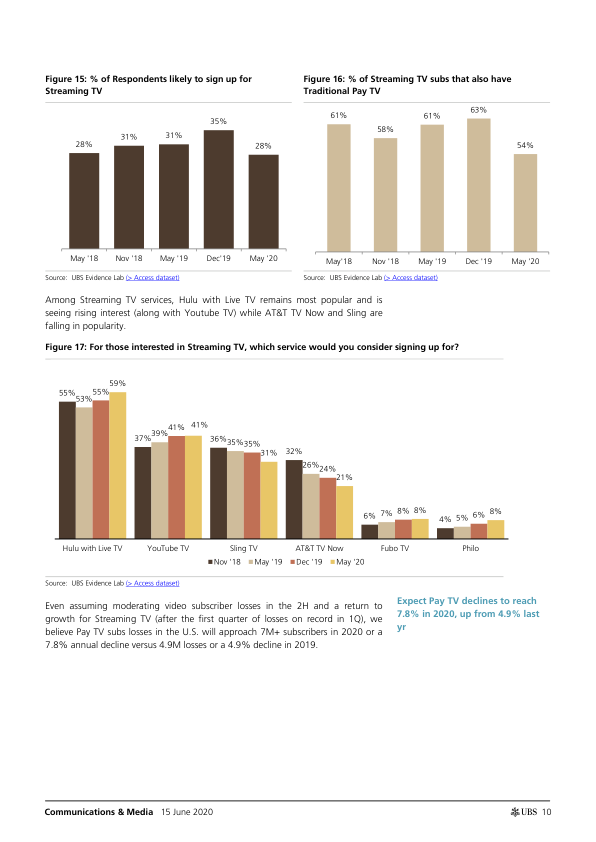 Figure 15: % of Respondents likely to sign up for
Streaming TV
28%
31%
31%
35%
28%
May '18
Nov '18
May '19
Dec'19
May '20
Source: UBS Evidence Lab (> Access dataset)
Figure 16: % of Streaming TV subs that also have
Traditional Pay TV
61%
58%
61%
63%
54%
May'18
Nov '18
May '19
Dec '19
May '20
Source: UBS Evidence Lab (> Access dataset)
Among Streaming TV services, Hulu with Live TV remains most popular and is
seeing rising interest (along with Youtube TV) while AT&T TV Now and Sling are
falling in popularity.
Figure 17: For those interested in Streaming TV, which service would you consider signing up for?
55%
53%
55%
59%
37%
39%
41%
41%
36%
35%
35%
31%
32%
26%
24%
21%
6%
7%
8%
8%
4%
5%
6%
8%
Hulu with Live TV
YouTube TV
Sling TV
AT&T TV Now
Fubo TV
Philo
Nov '18
May '19
Dec '19
May '20
Source: UBS Evidence Lab (> Access dataset)
Even assuming moderating video subscriber losses in the 2H and a return to
growth for Streaming TV (after the first quarter of losses on record in 1Q), we
believe Pay TV subs losses in the U.S. will approach 7M+ subscribers in 2020 or a
7.8% annual decline versus 4.9M losses or a 4.9% decline in 2019.
Expect Pay TV declines to reach
7.8% in 2020, up from 4.9% last
yr
Communications & Media 15 June 2020
UBS 10